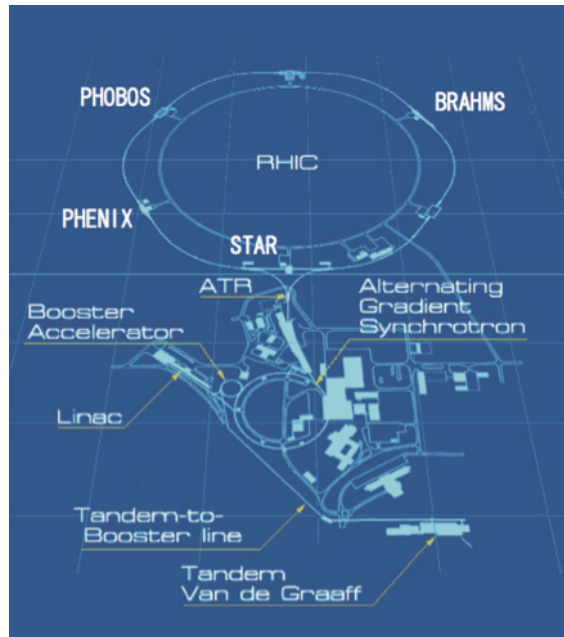 PHOBOS
BRAHMS
RHIC
PHENIX
STAR
ATR
Alternating
Gradient
Synchrotron
Booster
Accelerator
Linac
Tandem-to-
Booster line
Tandem
Van de Graaff